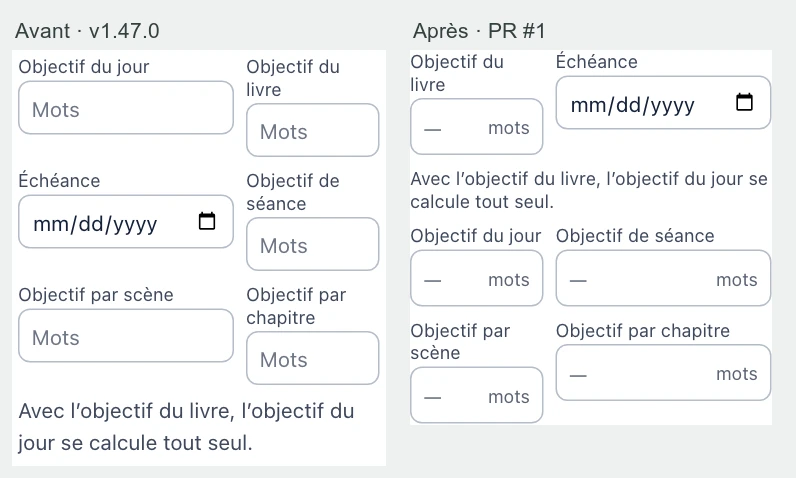 Avant · v1.47.0
Objectif du jour
Mots
Objectif du
livre
Mots
Échéance
mm/dd/yyyy
Objectif de
séance
Mots
Objectif par scène
Mots
Objectif par
chapitre
Mots
Avec l’objectif du livre, l’objectif du
jour se calcule tout seul.
Après · PR #1
Objectif du
livre
— mots
Échéance
mm/dd/yyyy
Avec l’objectif du livre, l’objectif du jour se
calcule tout seul.
Objectif du jour
— mots
Objectif de séance
— mots
Objectif par
scène
— mots
Objectif par chapitre
— mots